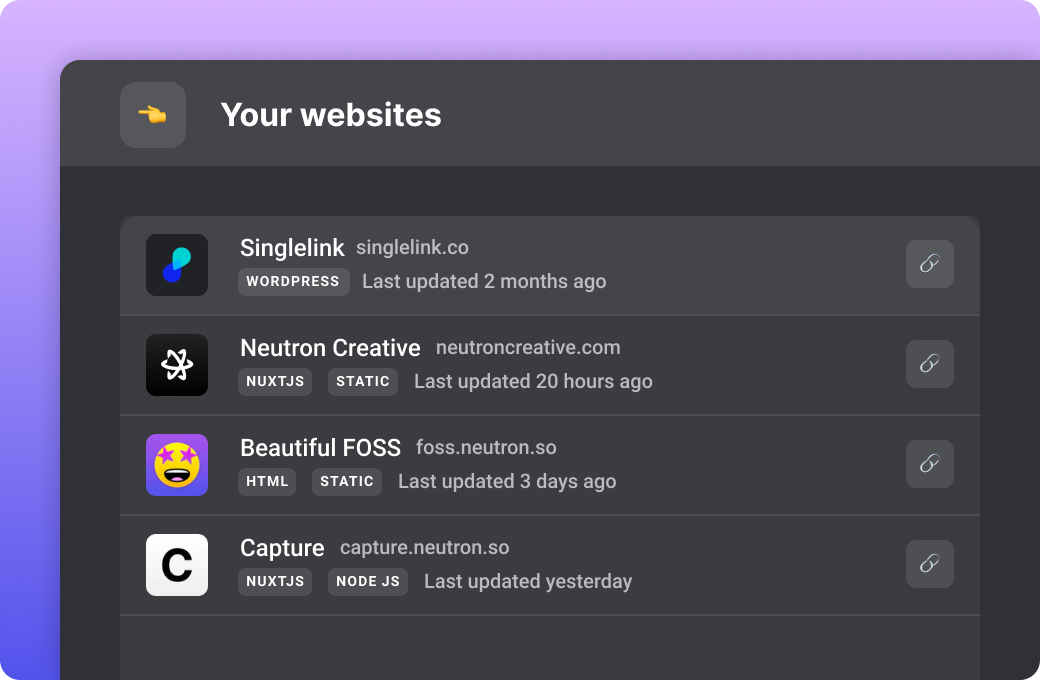 Your websites
Singlelink singlelink.co
WORDPRESS Last updated 2 months ago
Neutron Creative neutroncreative.com
NUXTJS STATIC Last updated 20 hours ago
Beautiful FOSS foss.neutron.so
HTML STATIC Last updated 3 days ago
C
Capture capture.neutron.so
NUXTJS NODE JS Last updated yesterday